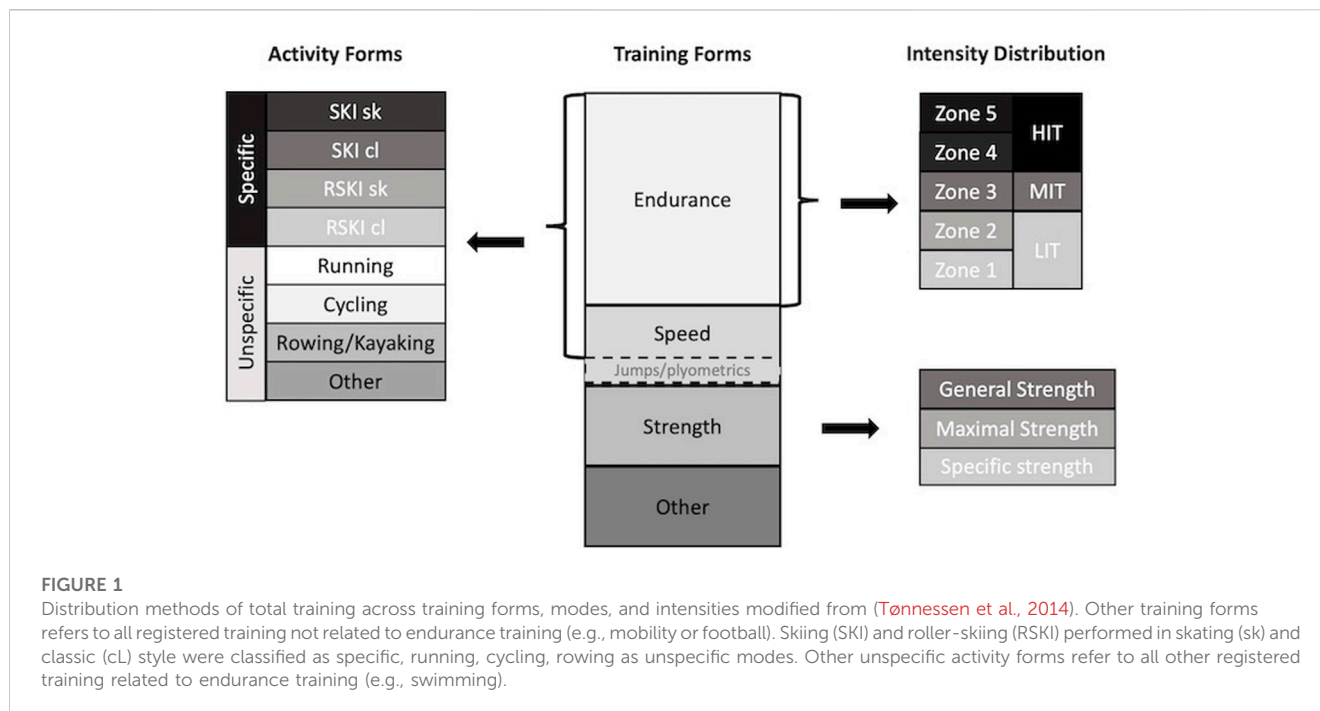 Activity Forms
Training Forms
Intensity Distribution
Specific
SKI sk
SKI cl
RSKI sk
RSKI cl
Unspecific
Running
Cycling
Rowing/Kayaking
Other
Endurance
Speed
Jumps/plyometrics
Strength
Other
Zone 5
Zone 4
Zone 3
Zone 2
Zone 1
HIT
MIT
LIT
General Strength
Maximal Strength
Specific strength
FIGURE 1
Distribution methods of total training across training forms, modes, and intensities modified from (Tønnessen et al., 2014). Other training forms
refers to all registered training not related to endurance training (e.g., mobility or football). Skiing (SKI) and roller-skiing (RSKI) performed in skating (sk) and
classic (cL) style were classified as specific, running, cycling, rowing as unspecific modes. Other unspecific activity forms refer to all other registered
training related to endurance training (e.g., swimming).